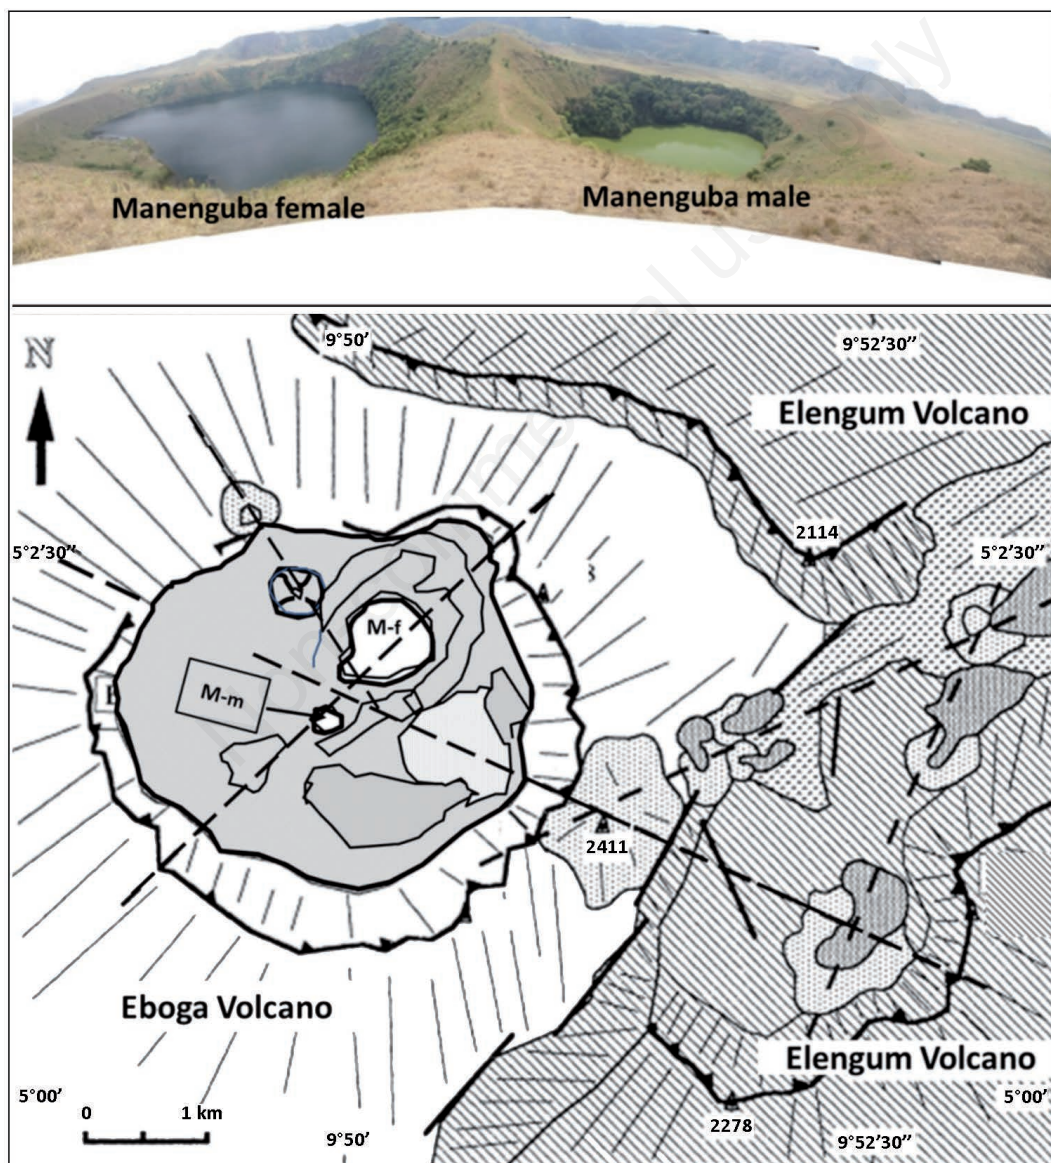 Manenguba female
Manenguba male
N
9°50’
9°52’30’’
Elengum Volcano
2114
5°2’30’’
5°2’30’’
M-f
M-m
2411
Eboga Volcano
Elengum Volcano
5°00’
5°00’
0 1 km
2278
9°50’
9°52’30’’